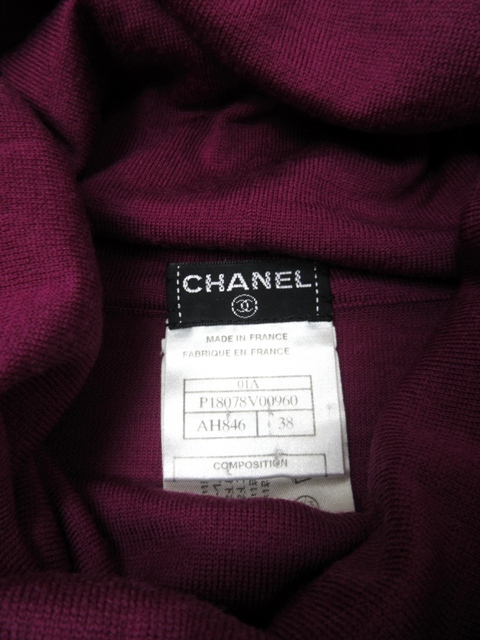 CHANEL
MADE IN FRANCE
FABRIQUE EN FRANCE
01A
P18078V00960
AH846 38
COMPOSITION